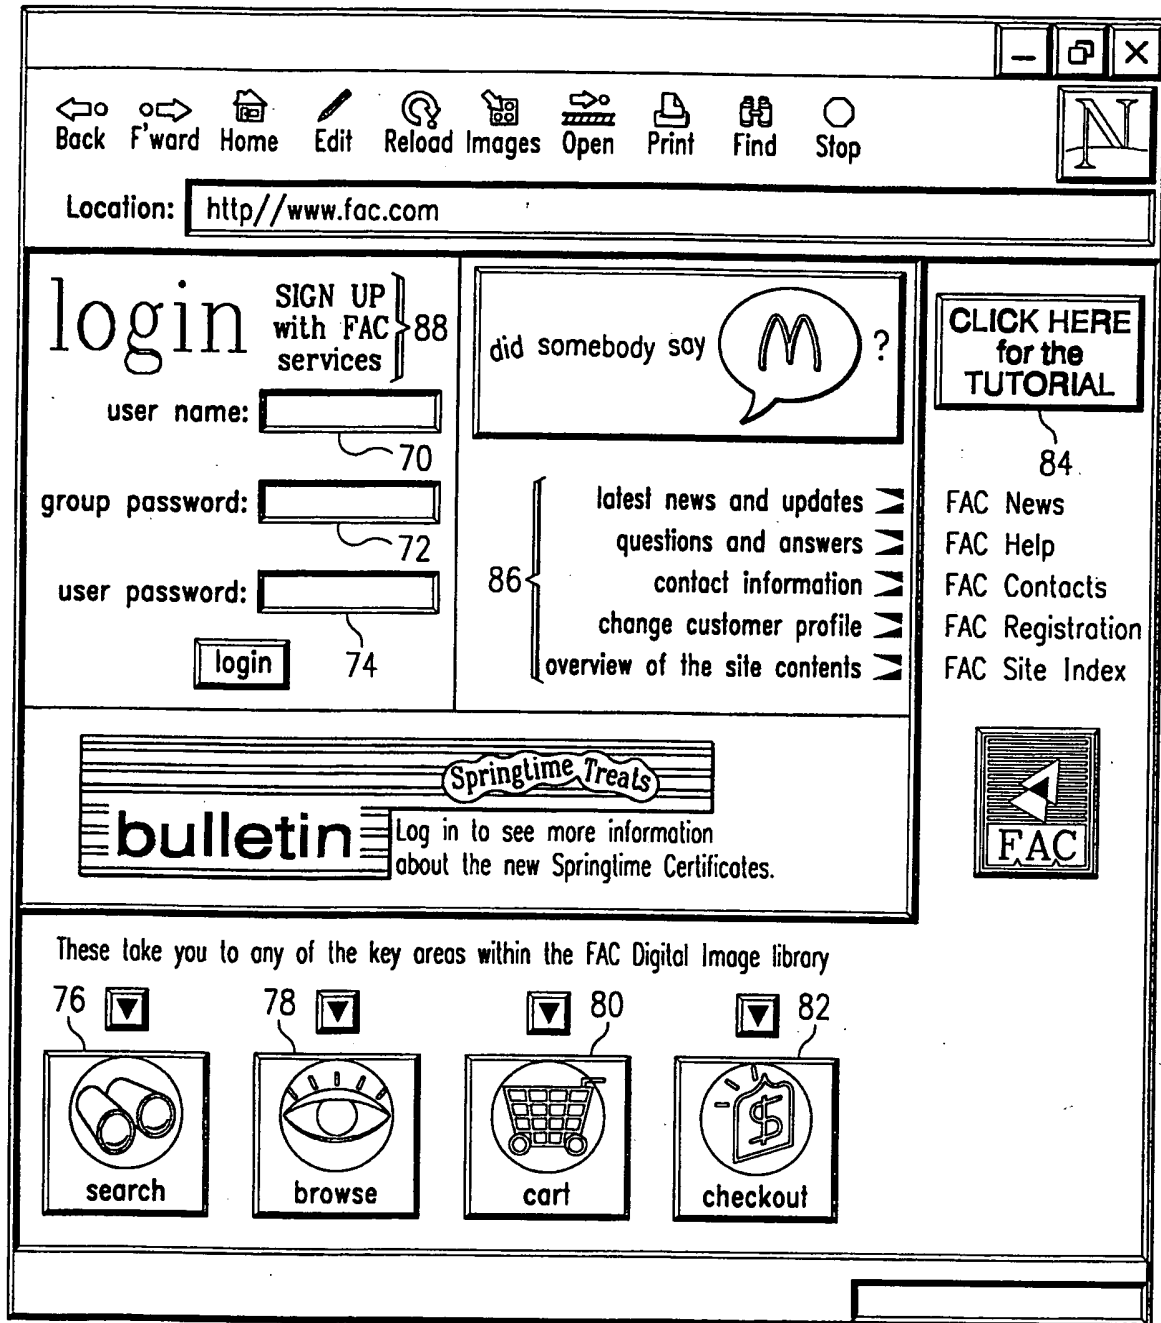 Back F'ward Home Edit Reload Images Open Print Find Stop
N
Location: http//www.fac.com
login
SIGN UP
with FAC
services
88
user name:
70
group password:
72
user password:
74
login
did somebody say M ?
86
latest news and updates
questions and answers
contact information
change customer profile
overview of the site contents
CLICK HERE
for the
TUTORIAL
84
FAC News
FAC Help
FAC Contacts
FAC Registration
FAC Site Index
FAC
Springtime Treats
bulletin
Log in to see more information
about the new Springtime Certificates.
These take you to any of the key areas within the FAC Digital Image library
76 78 80 82
search browse cart checkout
$